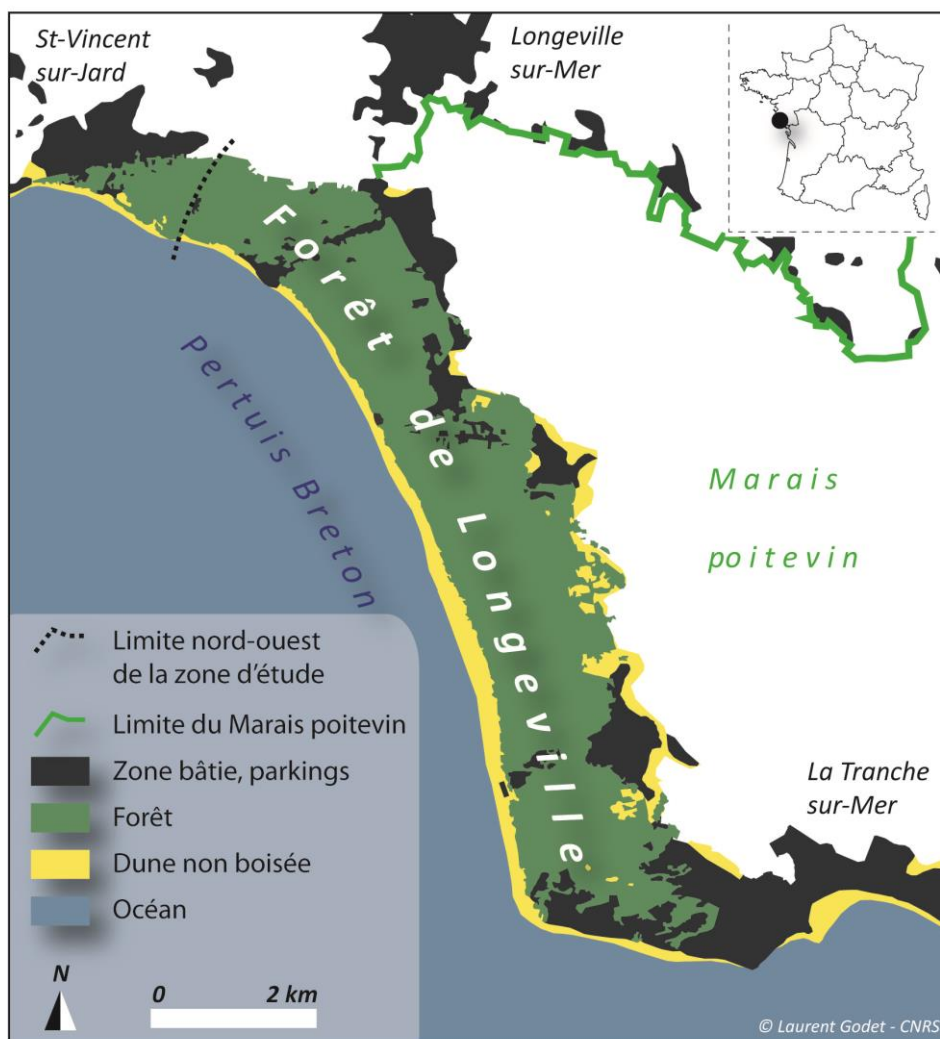 St-Vincent
sur-Jard
Longeville
sur-Mer
Forêt de Longeville
Pertuis Breton
Marais
poitevin
La Tranche
sur-Mer
Limite nord-ouest
de la zone d'étude
Limite du Marais poitevin
Zone bâtie, parkings
Forêt
Dune non boisée
Océan
N
0 2 km
© Laurent Godet - CNRS